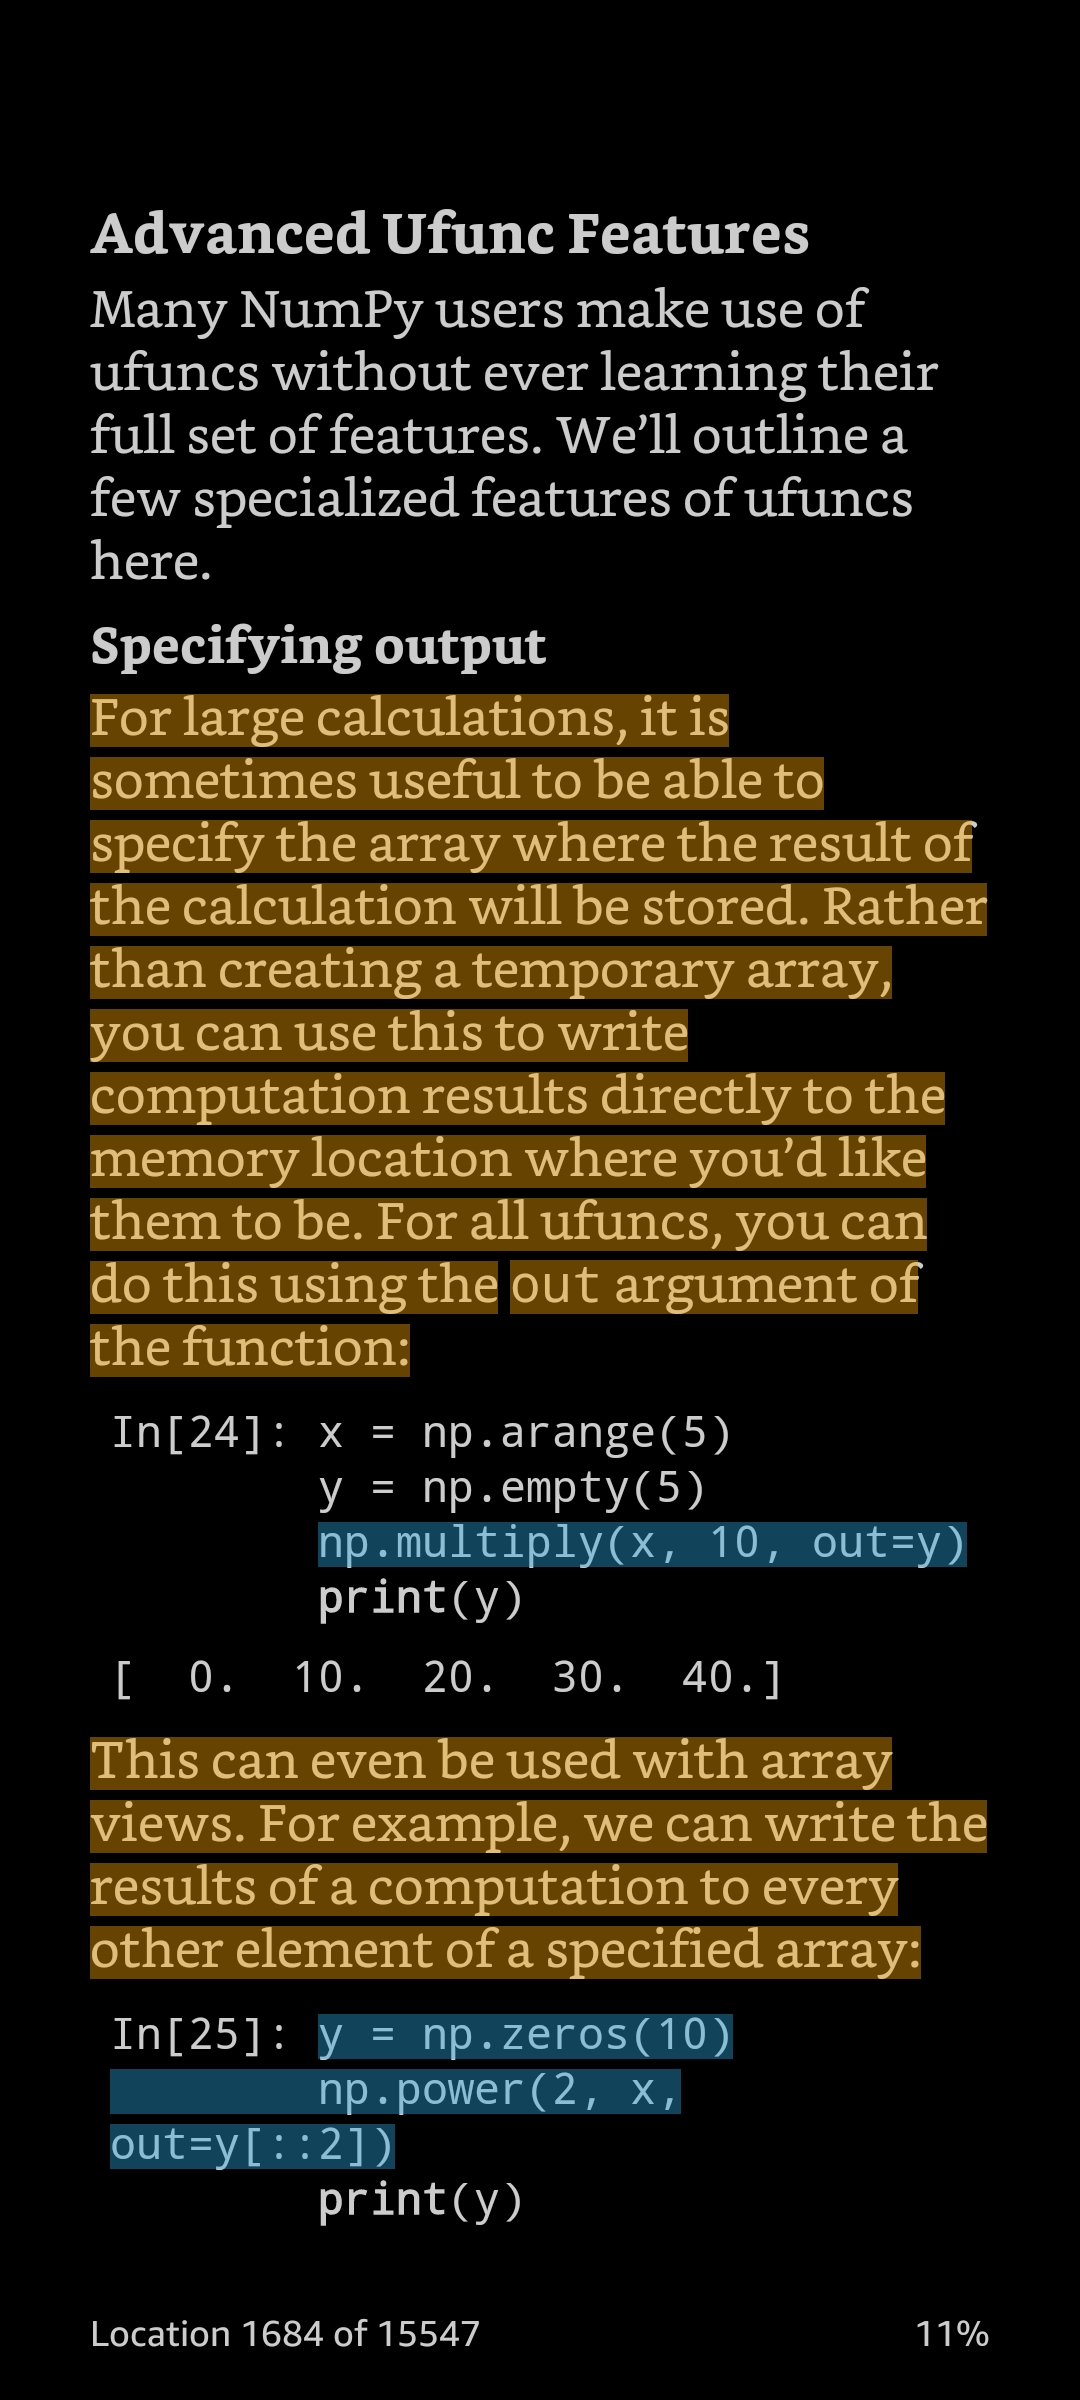 Advanced Ufunc Features
Many NumPy users make use of
ufuncs without ever learning their
full set of features. We’ll outline a
few specialized features of ufuncs
here.
Specifying output
For large calculations, it is
sometimes useful to be able to
specify the array where the result of
the calculation will be stored. Rather
than creating a temporary array,
you can use this to write
computation results directly to the
memory location where you’d like
them to be. For all ufuncs, you can
do this using the out argument of
the function:
In[24]: x = np.arange(5)
        y = np.empty(5)
        np.multiply(x, 10, out=y)
        print(y)
[  0.  10.  20.  30.  40.]
This can even be used with array
views. For example, we can write the
results of a computation to every
other element of a specified array:
In[25]: y = np.zeros(10)
        np.power(2, x,
out=y[::2])
        print(y)
Location 1684 of 15547 11%